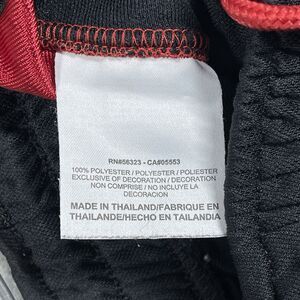 RN#56323 - CA#05553
100% POLYESTER / POLYESTER / POLIESTER
EXCLUSIVE OF DECORATION / DECORATION
NON COMPRISE / NO INCLUYE LA
DECORACION
MADE IN THAILAND/FABRIQUE EN
THAILANDE/HECHO EN TAILANDIA